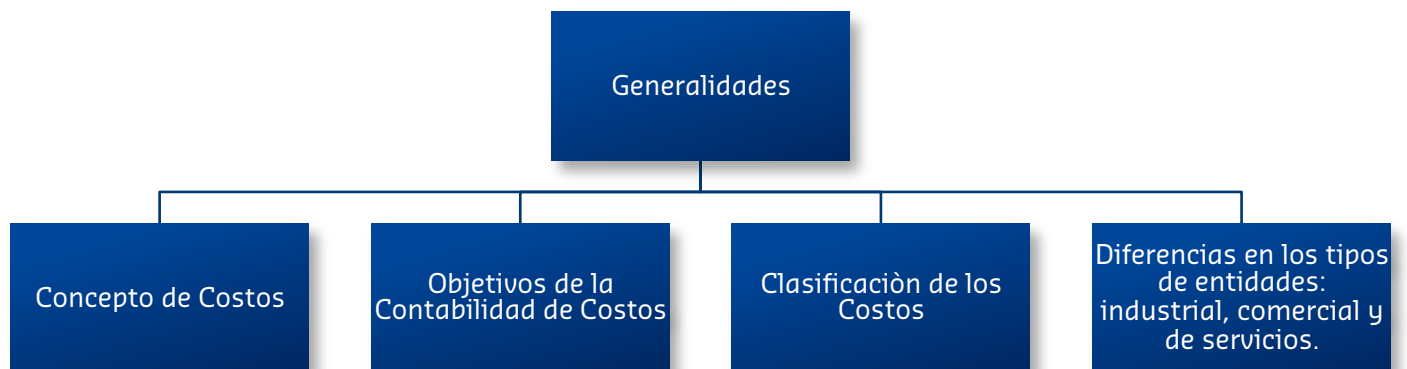 Generalidades
Concepto de Costos
Objetivos de la
Contabilidad de Costos
Clasificaciòn de los
Costos
Diferencias en los tipos
de entidades:
industrial, comercial y
de servicios.